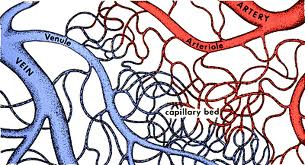 ARTERY
Arteriole
Venule
VEIN
capillary bed